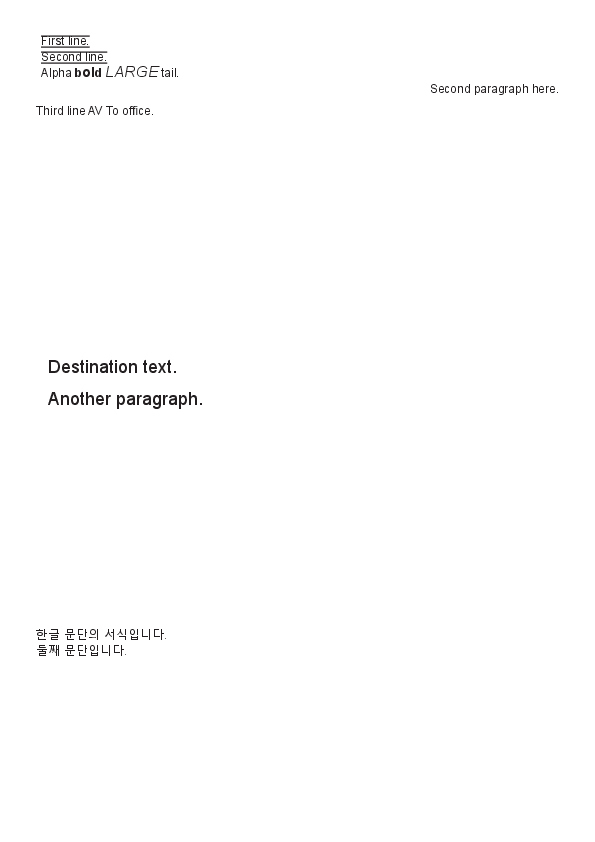 First line.
Second line.
Alpha bold LARGE tail.
Second paragraph here.
Third line AV To office.
Destination text.
Another paragraph.
한글 문단의 서식입니다.
둘째 문단입니다.